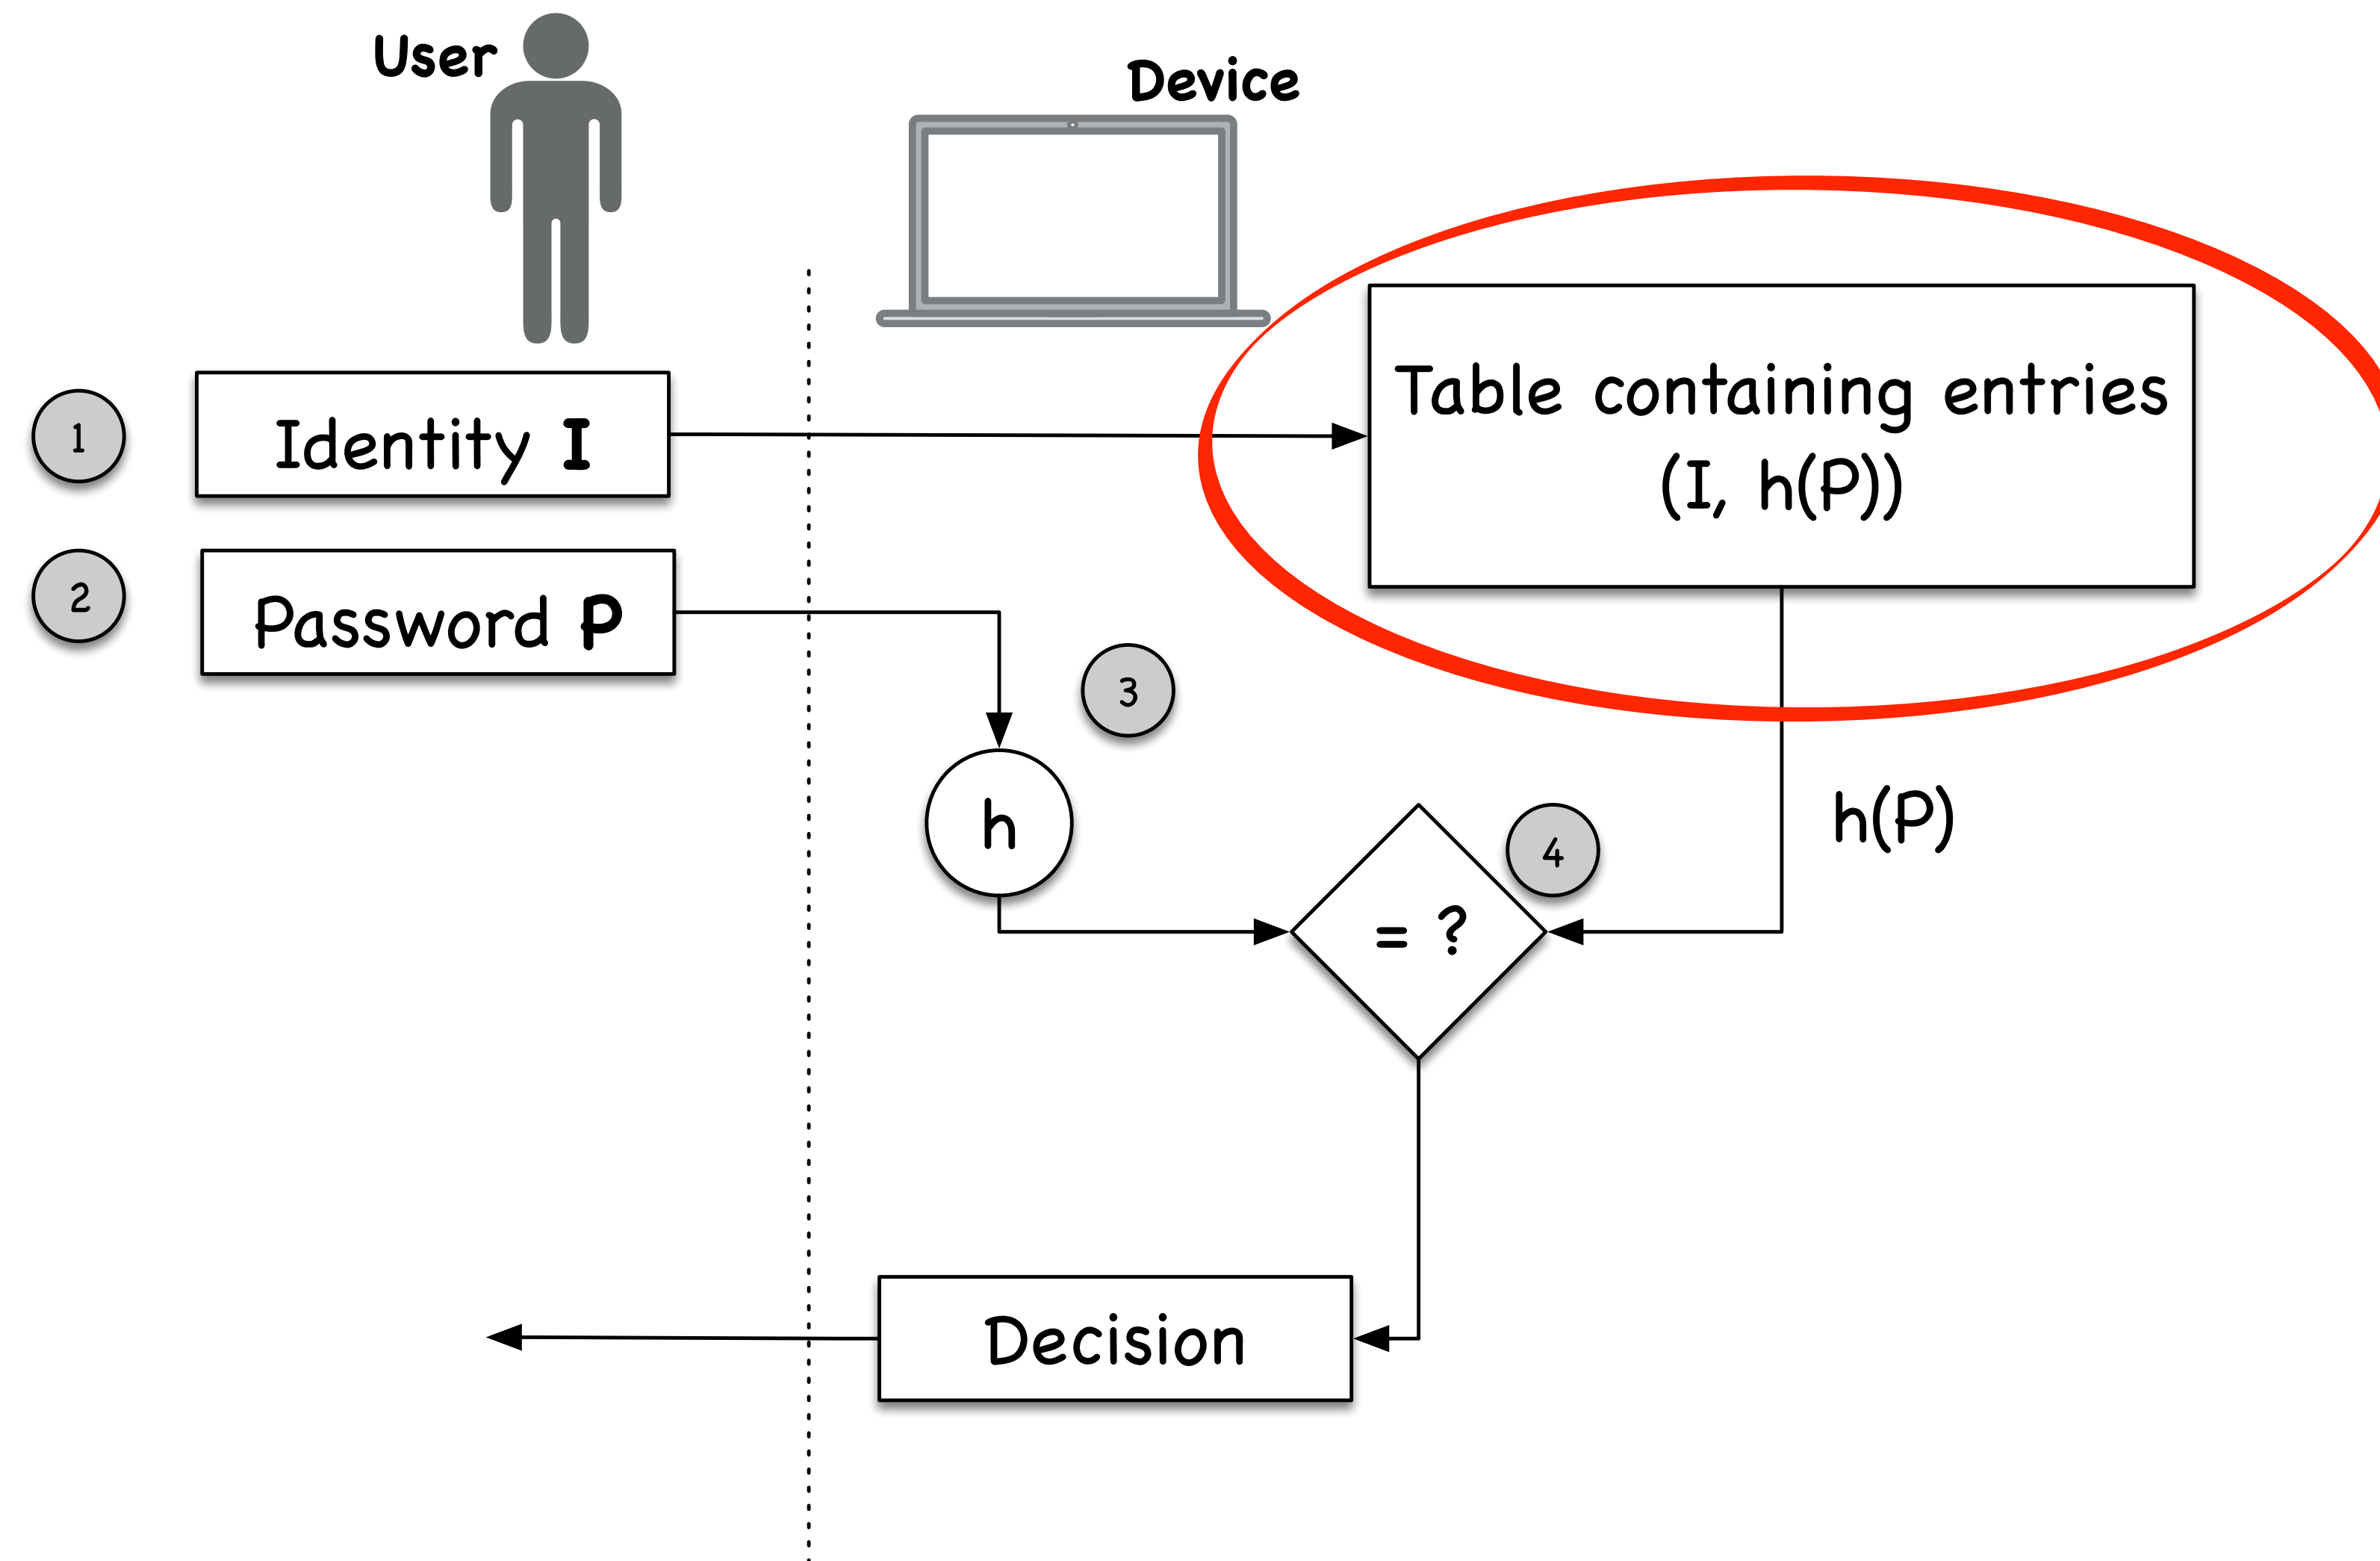 User
Device
1
Identity I
Table containing entries
(I, h(P))
2
Password P
3
h
4
h(P)
= ?
Decision